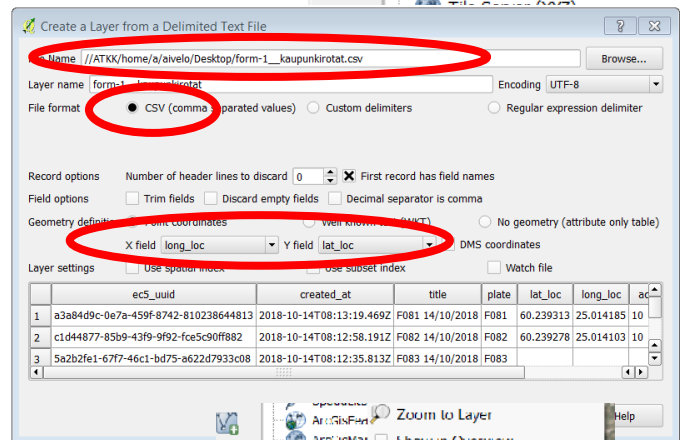 Tile Server (XYZ)
Create a Layer from a Delimited Text File
Name //ATKK/home/a/aivelo/Desktop/form-1__kaupunkirotat.csv Browse...
Layer name form-1__kaupunkirotat Encoding UTF-8
File format CSV (comma separated values) Custom delimiters Regular expression delimiter
Record options Number of header lines to discard 0 First record has field names
Field options Trim fields Discard empty fields Decimal separator is comma
Geometry definition Point coordinates Well known text (WKT) No geometry (attribute only table)
X field long_loc Y field lat_loc DMS coordinates
Layer settings Use spatial index Use subset index Watch file
ec5_uuid created_at title plate lat_loc long_loc
1 a3a84d9c-0e7a-459f-8742-810238644813 2018-10-14T08:13:19.469Z F081 14/10/2018 F081 60.239313 25.014185 10
2 c1d44877-85b9-43f9-9f92-fce5c90ff882 2018-10-14T08:12:58.191Z F082 14/10/2018 F082 60.239278 25.014103 10
3 5a2b2fe1-67f7-46c1-bd75-a622d7933c08 2018-10-14T08:12:35.813Z F083 14/10/2018 F083
Zoom to Layer
Help